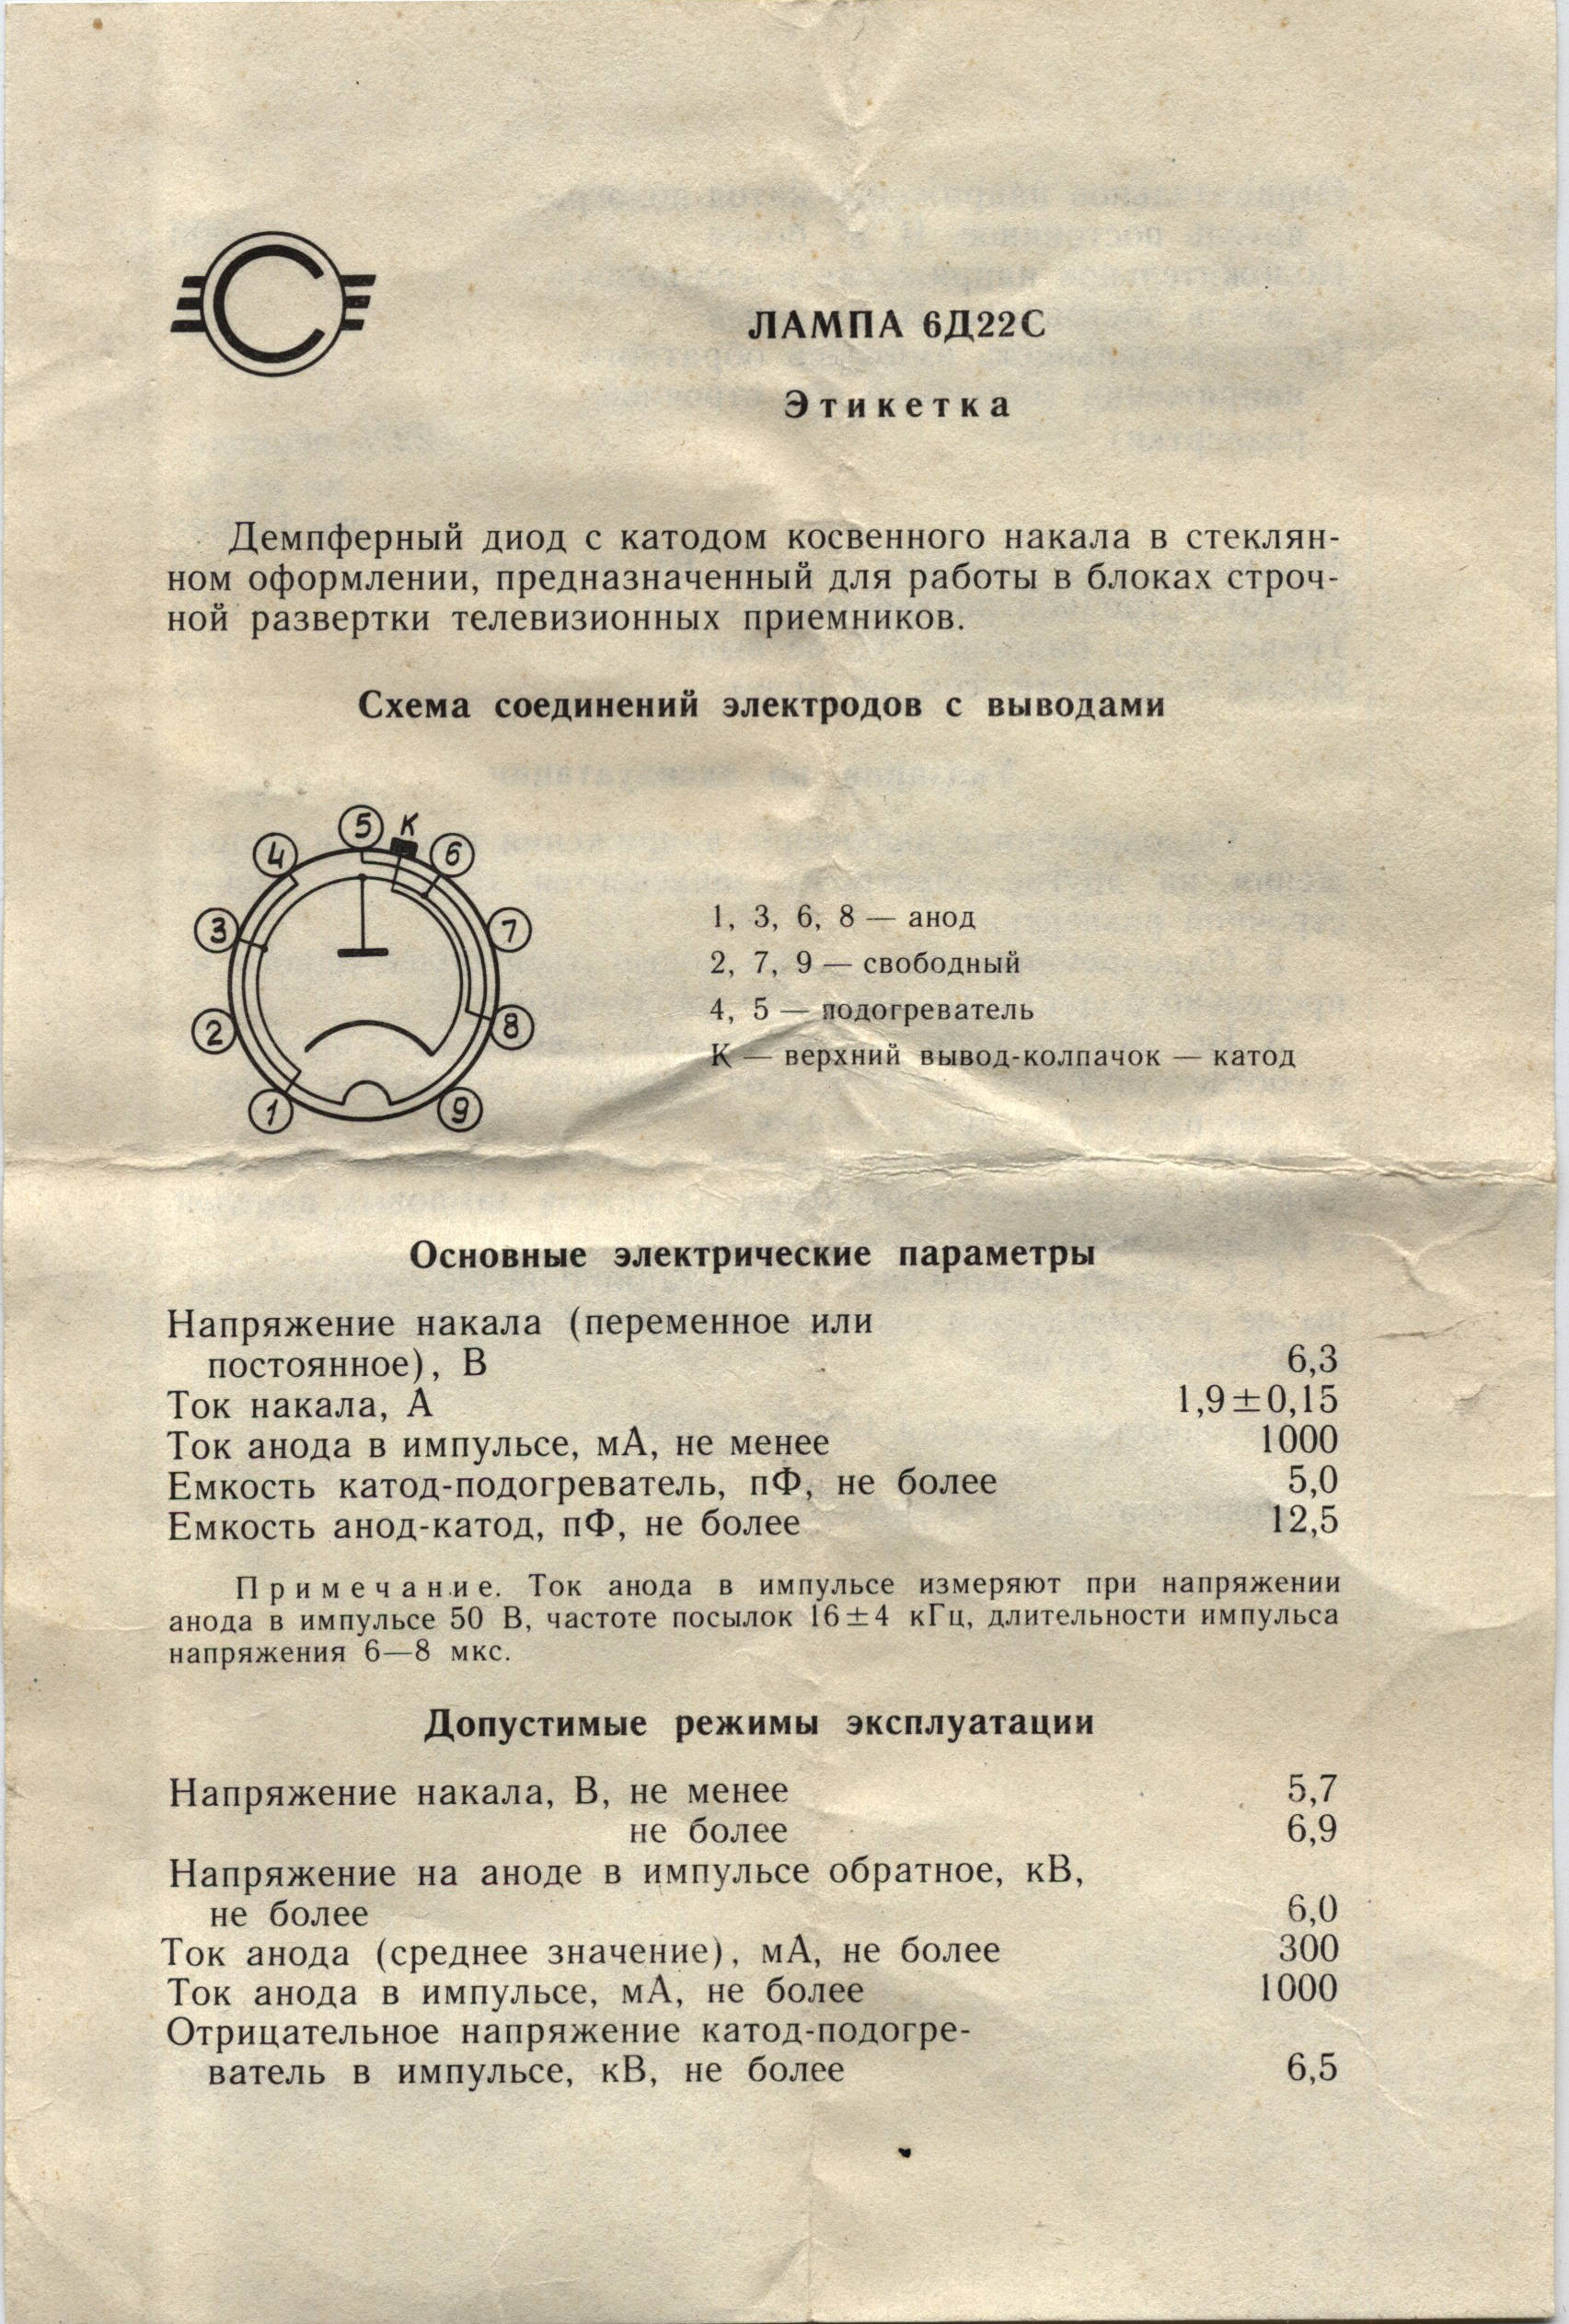 С
ЛАМПА 6Д22С
Этикетка
Демпферный диод с катодом косвенного накала в стеклян-
ном оформлении, предназначенный для работы в блоках строч-
ной развертки телевизионных приемников.
Схема соединений электродов с выводами
5 К
4 6
3 7
2 8
1 9
1, 3, 6, 8 — анод
2, 7, 9 — свободный
4, 5 — подогреватель
К — верхний вывод-колпачок — катод
Основные электрические параметры
Напряжение накала (переменное или
постоянное), В 6,3
Ток накала, А 1,9±0,15
Ток анода в импульсе, мА, не менее 1000
Емкость катод-подогреватель, пФ, не более 5,0
Емкость анод-катод, пФ, не более 12,5
Примечание. Ток анода в импульсе измеряют при напряжении
анода в импульсе 50 В, частоте посылок 16±4 кГц, длительности импульса
напряжения 6—8 мкс.
Допустимые режимы эксплуатации
Напряжение накала, В, не менее 5,7
не более 6,9
Напряжение на аноде в импульсе обратное, кВ,
не более 6,0
Ток анода (среднее значение), мА, не более 300
Ток анода в импульсе, мА, не более 1000
Отрицательное напряжение катод-подогре-
ватель в импульсе, кВ, не более 6,5